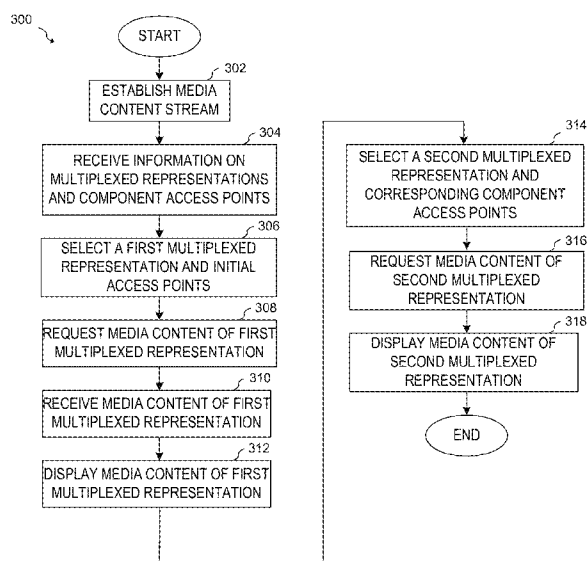 300
START
302
ESTABLISH MEDIA
CONTENT STREAM
304
RECEIVE INFORMATION ON
MULTIPLEXED REPRESENTATIONS
AND COMPONENT ACCESS POINTS
306
SELECT A FIRST MULTIPLEXED
REPRESENTATION AND INITIAL
ACCESS POINTS
308
REQUEST MEDIA CONTENT OF FIRST
MULTIPLEXED REPRESENTATION
310
RECEIVE MEDIA CONTENT OF FIRST
MULTIPLEXED REPRESENTATION
312
DISPLAY MEDIA CONTENT OF FIRST
MULTIPLEXED REPRESENTATION
314
SELECT A SECOND MULTIPLEXED
REPRESENTATION AND
CORRESPONDING COMPONENT
ACCESS POINTS
316
REQUEST MEDIA CONTENT OF
SECOND MULTIPLEXED
REPRESENTATION
318
DISPLAY MEDIA CONTENT OF
SECOND MULTIPLEXED
REPRESENTATION
END